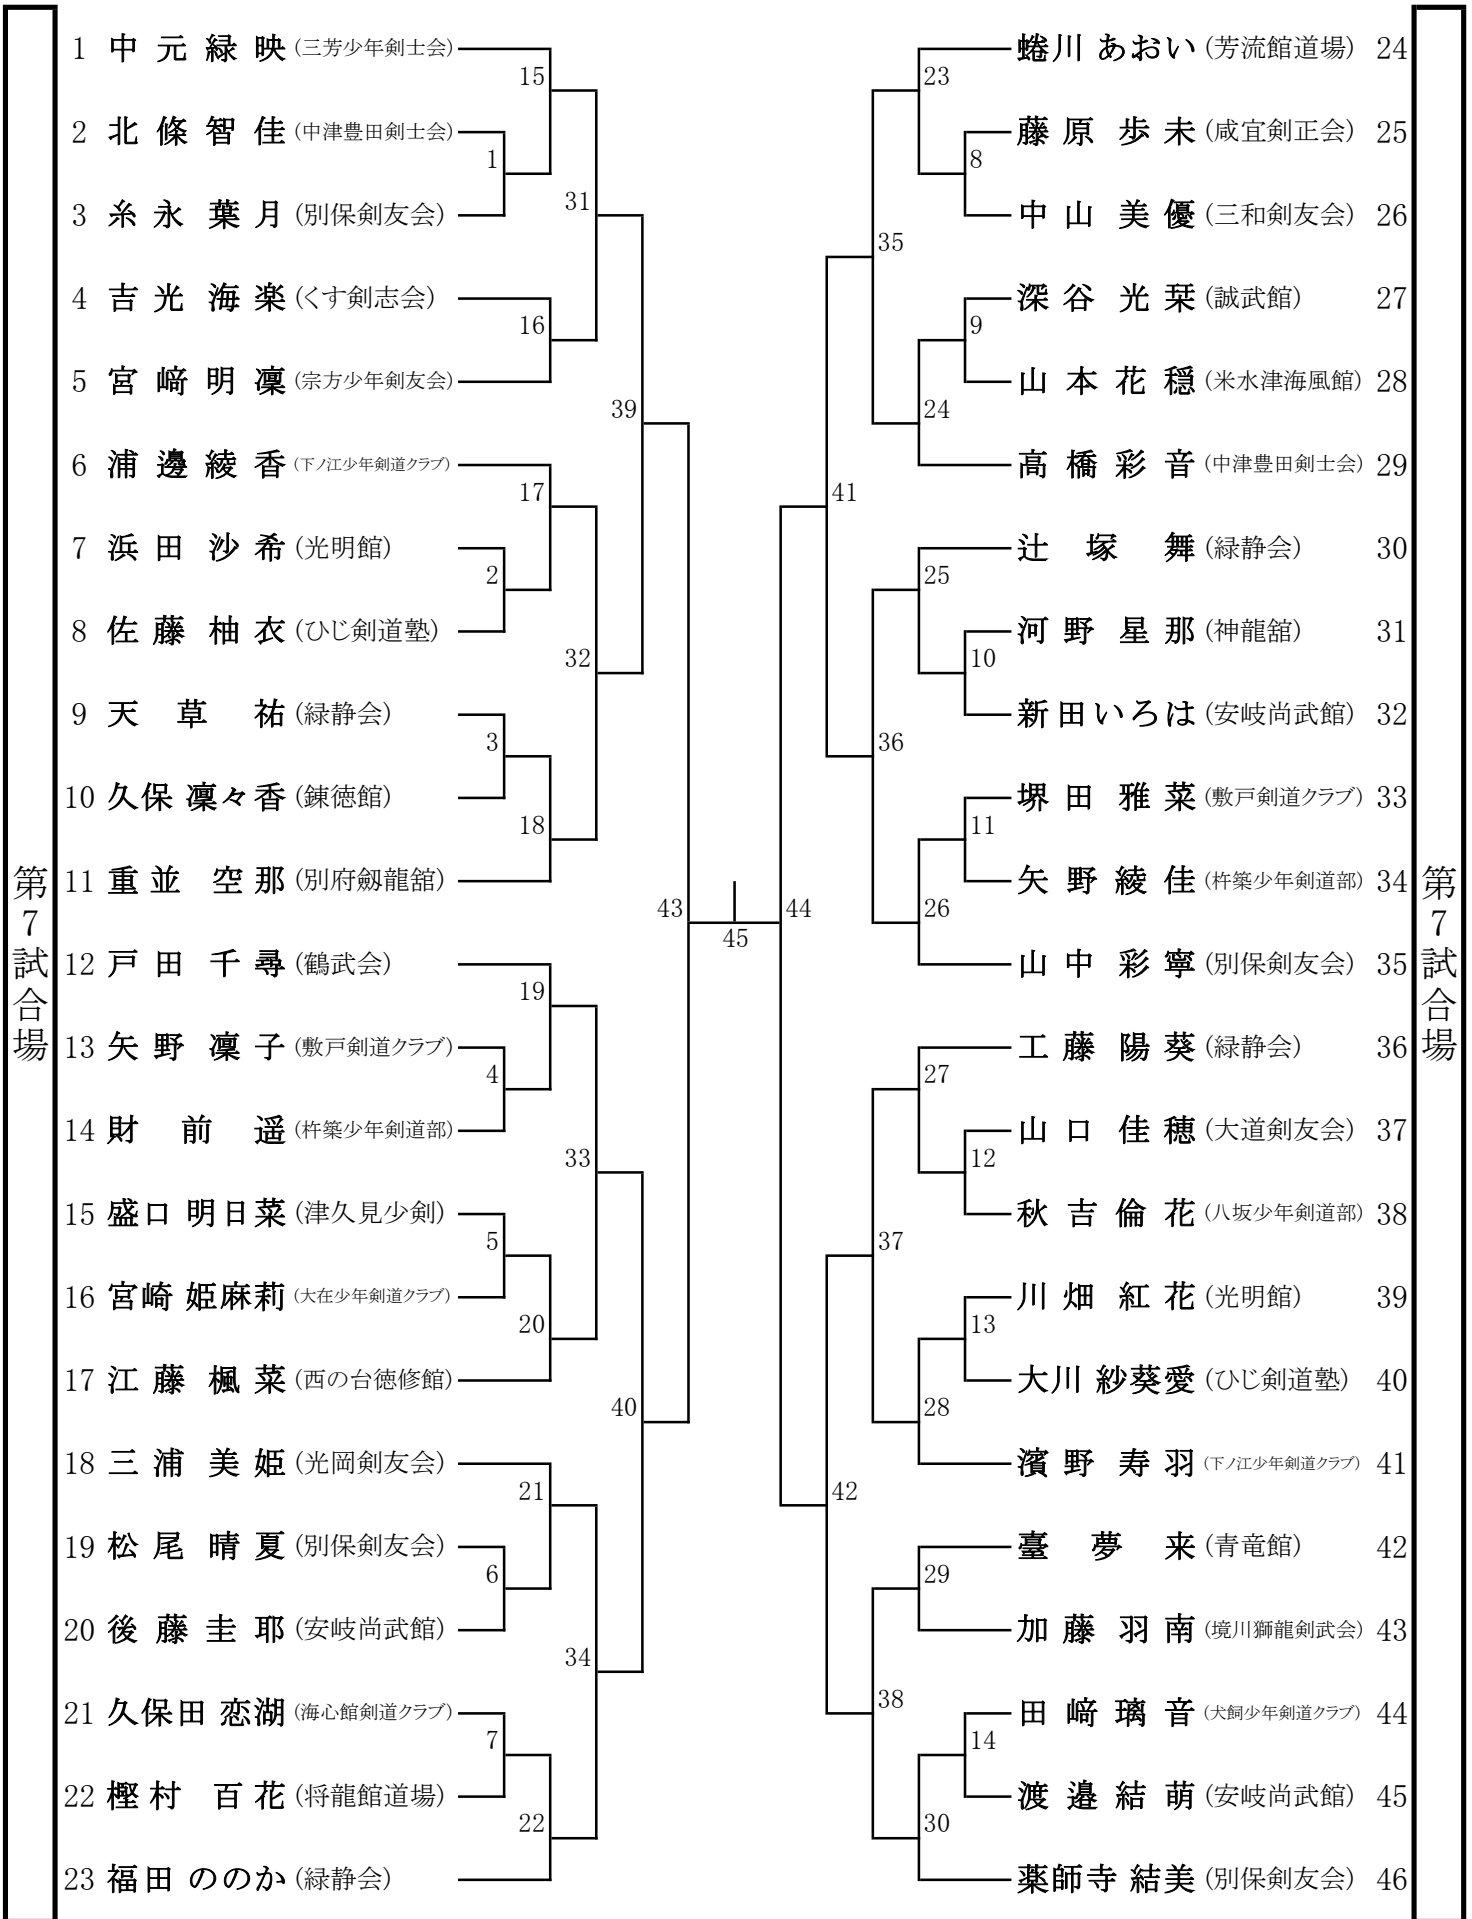 第7試合場
1 中元緑映 (三芳少年剣士会)
2 北條智佳 (中津豊田剣士会)
3 糸永葉月 (別保剣友会)
4 吉光海楽 (くす剣志会)
5 宮﨑明凜 (宗方少年剣友会)
6 浦邊綾香 (下ノ江少年剣道クラブ)
7 浜田沙希 (光明館)
8 佐藤柚衣 (ひじ剣道塾)
9 天草祐 (緑静会)
10 久保凜々香 (錬徳館)
11 重並空那 (別府劔龍舘)
12 戸田千尋 (鶴武会)
13 矢野凜子 (敷戸剣道クラブ)
14 財前遥 (杵築少年剣道部)
15 盛口明日菜 (津久見少剣)
16 宮崎姫麻莉 (大在少年剣道クラブ)
17 江藤楓菜 (西の台徳修館)
18 三浦美姫 (光岡剣友会)
19 松尾晴夏 (別保剣友会)
20 後藤圭耶 (安岐尚武館)
21 久保田恋湖 (海心館剣道クラブ)
22 樫村百花 (将龍館道場)
23 福田ののか (緑静会)
15
1
31
16
39
17
2
32
3
18
43
19
4
33
5
20
40
21
6
34
7
22
45
23
8
35
9
24
41
25
10
36
11
26
44
27
12
37
13
28
42
29
38
14
30
蜷川あおい (芳流館道場) 24
藤原歩未 (咸宜剣正会) 25
中山美優 (三和剣友会) 26
深谷光栞 (誠武館) 27
山本花穏 (米水津海風館) 28
高橋彩音 (中津豊田剣士会) 29
辻塚舞 (緑静会) 30
河野星那 (神龍舘) 31
新田いろは (安岐尚武館) 32
堺田雅菜 (敷戸剣道クラブ) 33
矢野綾佳 (杵築少年剣道部) 34
山中彩寧 (別保剣友会) 35
工藤陽葵 (緑静会) 36
山口佳穂 (大道剣友会) 37
秋吉倫花 (八坂少年剣道部) 38
川畑紅花 (光明館) 39
大川紗葵愛 (ひじ剣道塾) 40
濱野寿羽 (下ノ江少年剣道クラブ) 41
臺夢来 (青竜館) 42
加藤羽南 (境川獅龍剣武会) 43
田﨑璃音 (犬飼少年剣道クラブ) 44
渡邉結萌 (安岐尚武館) 45
薬師寺結美 (別保剣友会) 46
第7試合場